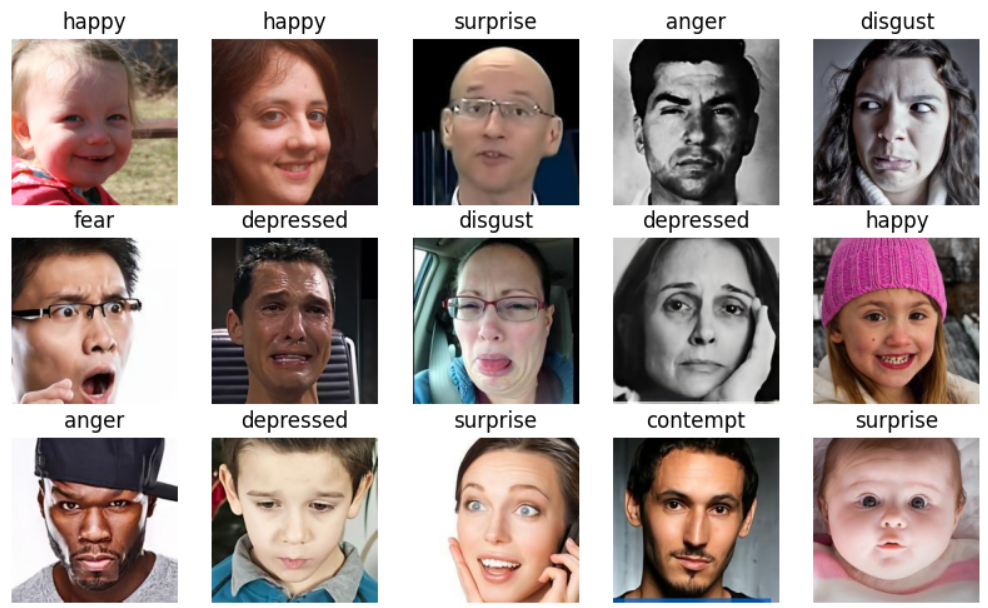 happy happy surprise anger disgust
fear depressed disgust depressed happy
anger depressed surprise contempt surprise